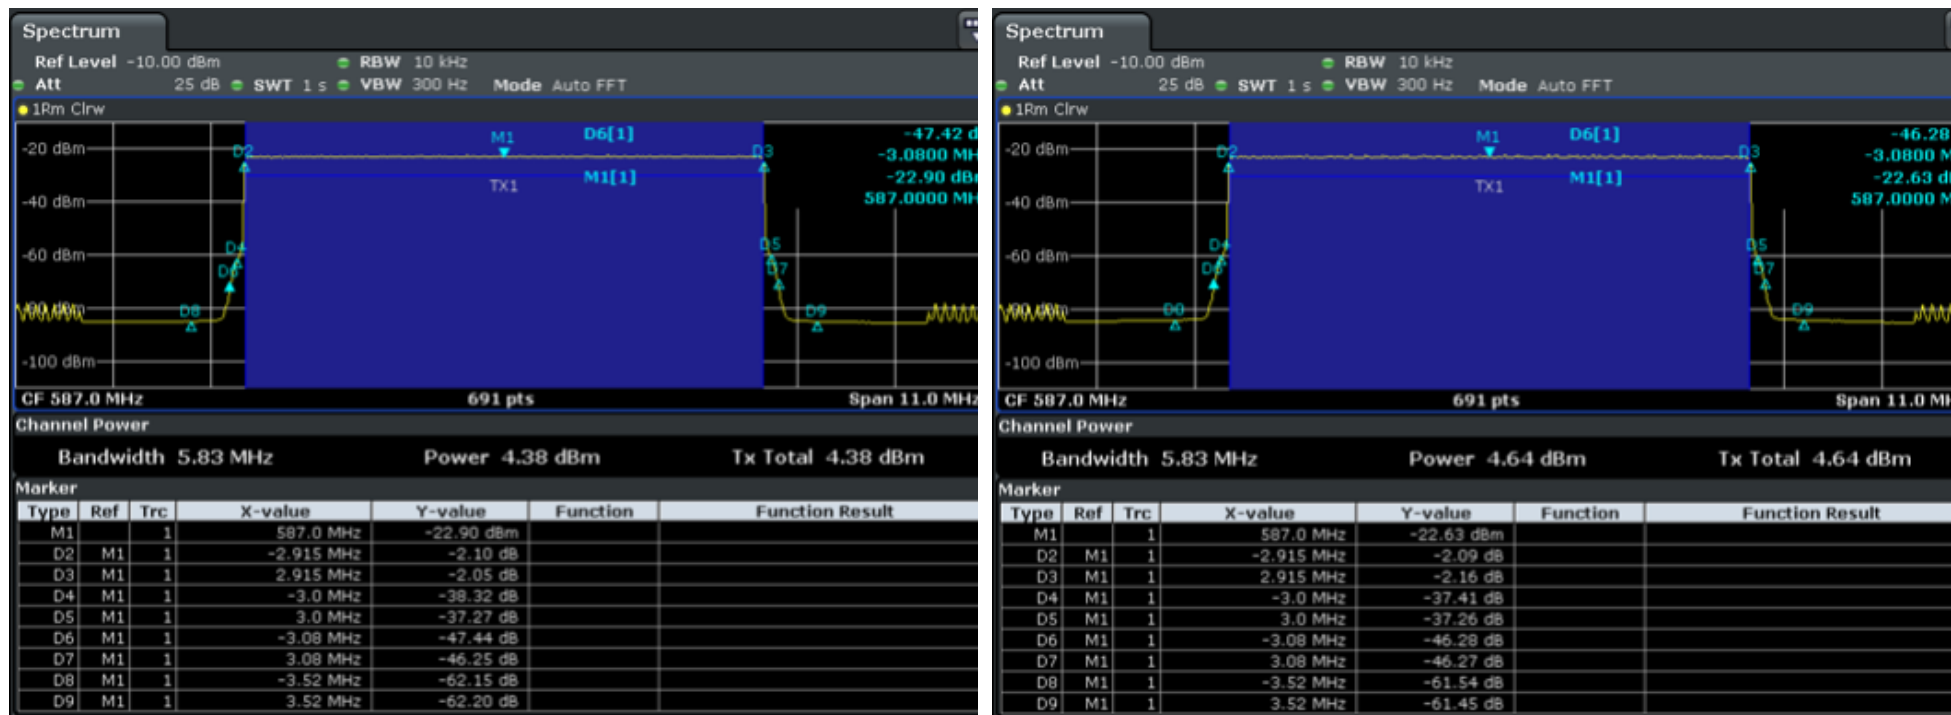 Spectrum
Ref Level -10.00 dBm RBW 10 kHz
Att 25 dB SWT 1 s VBW 300 Hz Mode Auto FFT
1Rm Clrw
M1 D6[1] -47.42 d
-20 dBm D2 D3 -3.0800 MH
TX1 M1[1] -22.90 dB
-40 dBm 587.0000 MH
D4 D5
-60 dBm
D6 D7
-80 dBm D8 D9
-100 dBm
CF 587.0 MHz 691 pts Span 11.0 MHz
Channel Power
Bandwidth 5.83 MHz Power 4.38 dBm Tx Total 4.38 dBm
Marker
Type Ref Trc X-value Y-value Function Function Result
M1 1 587.0 MHz -22.90 dBm
D2 M1 1 -2.915 MHz -2.10 dB
D3 M1 1 2.915 MHz -2.05 dB
D4 M1 1 -3.0 MHz -38.32 dB
D5 M1 1 3.0 MHz -37.27 dB
D6 M1 1 -3.08 MHz -47.44 dB
D7 M1 1 3.08 MHz -46.25 dB
D8 M1 1 -3.52 MHz -62.15 dB
D9 M1 1 3.52 MHz -62.20 dB
Spectrum
Ref Level -10.00 dBm RBW 10 kHz
Att 25 dB SWT 1 s VBW 300 Hz Mode Auto FFT
1Rm Clrw
M1 D6[1] -46.28
-20 dBm D2 D3 -3.0800 M
TX1 M1[1] -22.63 d
-40 dBm 587.0000 M
D4 D5
-60 dBm
D6 D7
D9
-100 dBm
CF 587.0 MHz 691 pts Span 11.0 MH
Channel Power
Bandwidth 5.83 MHz Power 4.64 dBm Tx Total 4.64 dBm
Marker
Type Ref Trc X-value Y-value Function Function Result
M1 1 587.0 MHz -22.63 dBm
D2 M1 1 -2.915 MHz -2.09 dB
D3 M1 1 2.915 MHz -2.16 dB
D4 M1 1 -3.0 MHz -37.41 dB
D5 M1 1 3.0 MHz -37.26 dB
D6 M1 1 -3.08 MHz -46.28 dB
D7 M1 1 3.08 MHz -46.27 dB
D8 M1 1 -3.52 MHz -61.54 dB
D9 M1 1 3.52 MHz -61.45 dB